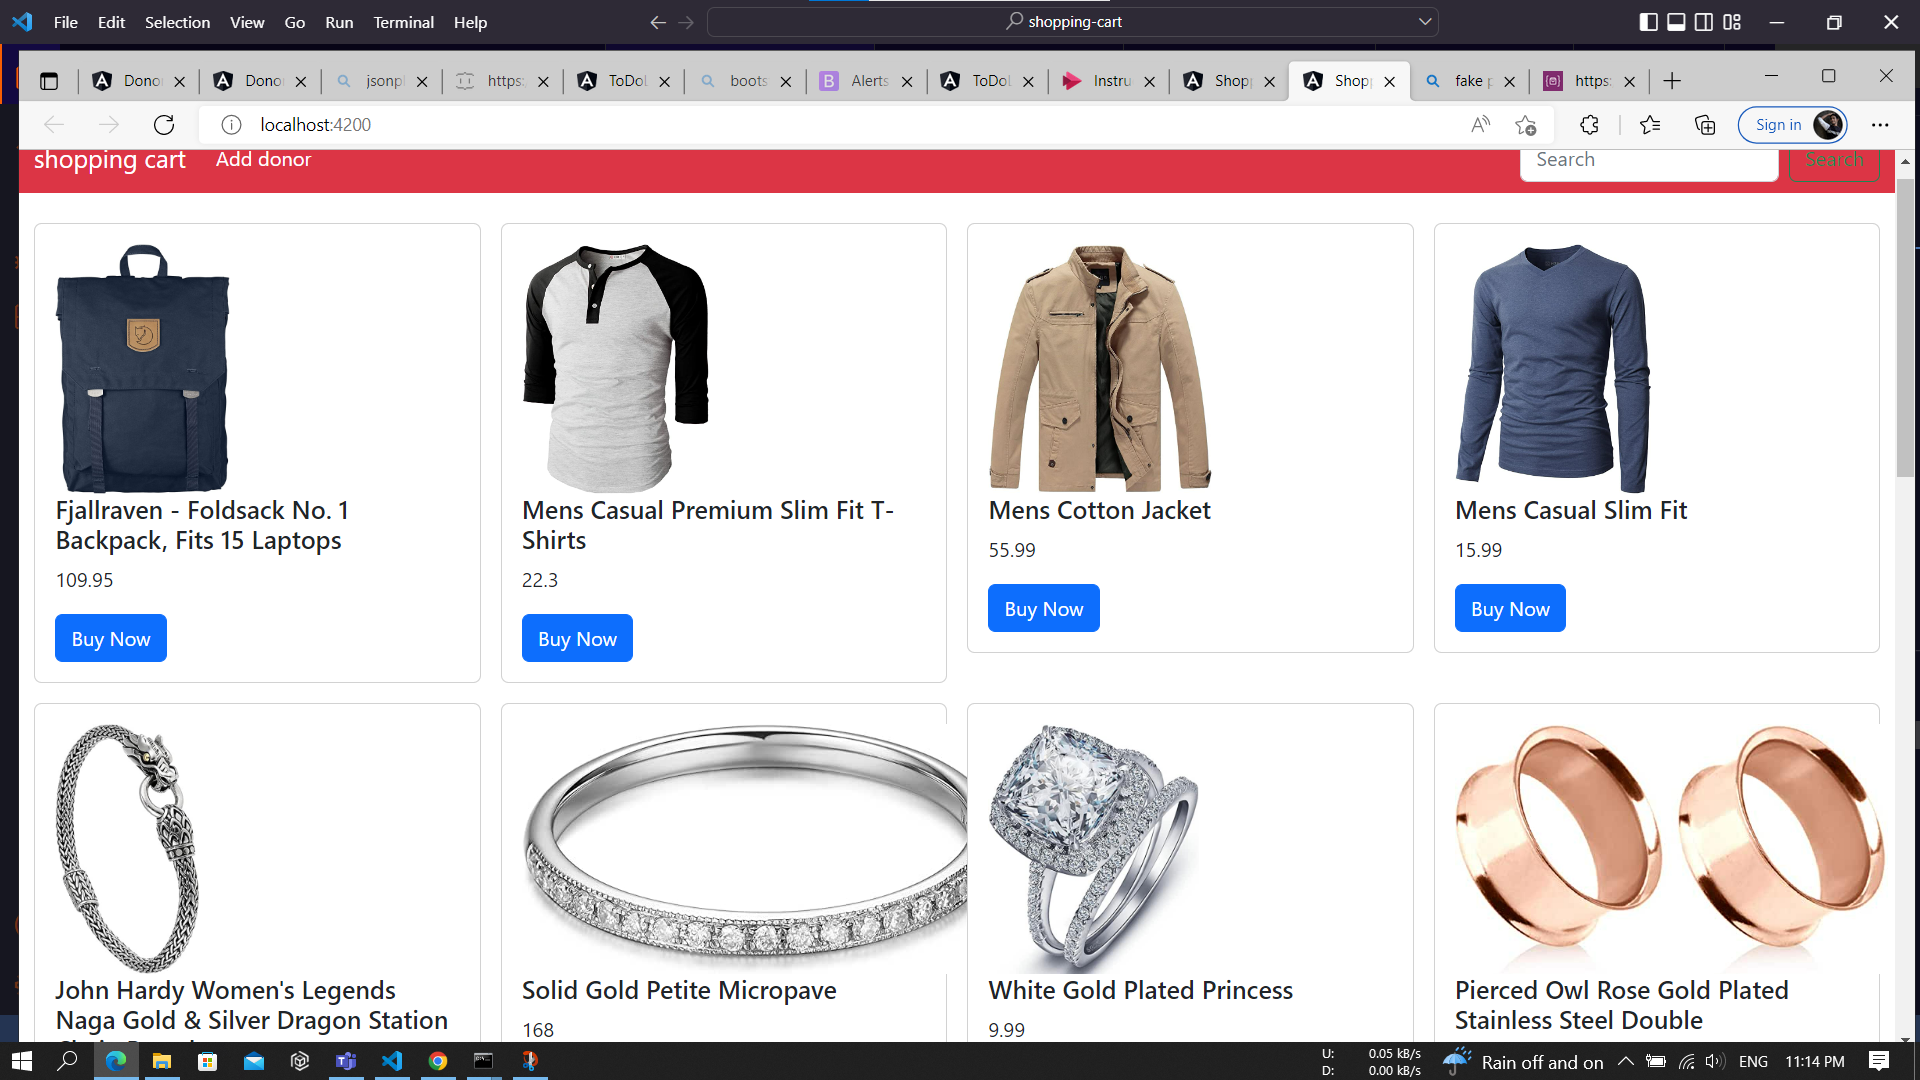 File Edit Selection View Go Run Terminal Help
shopping-cart
Dono
Dono
jsonpl
https:
ToDoL
boots
Alerts
ToDoL
Instru
Shopp
Shopp
fake p
https:
localhost:4200
Sign in
shopping cart
Add donor
Search
Search
Fjallraven - Foldsack No. 1
Backpack, Fits 15 Laptops
109.95
Buy Now
Mens Casual Premium Slim Fit T-
Shirts
22.3
Buy Now
Mens Cotton Jacket
55.99
Buy Now
Mens Casual Slim Fit
15.99
Buy Now
John Hardy Women's Legends
Naga Gold & Silver Dragon Station
Solid Gold Petite Micropave
168
White Gold Plated Princess
9.99
Pierced Owl Rose Gold Plated
Stainless Steel Double
U: 0.05 kB/s
D: 0.00 kB/s
Rain off and on
ENG
11:14 PM